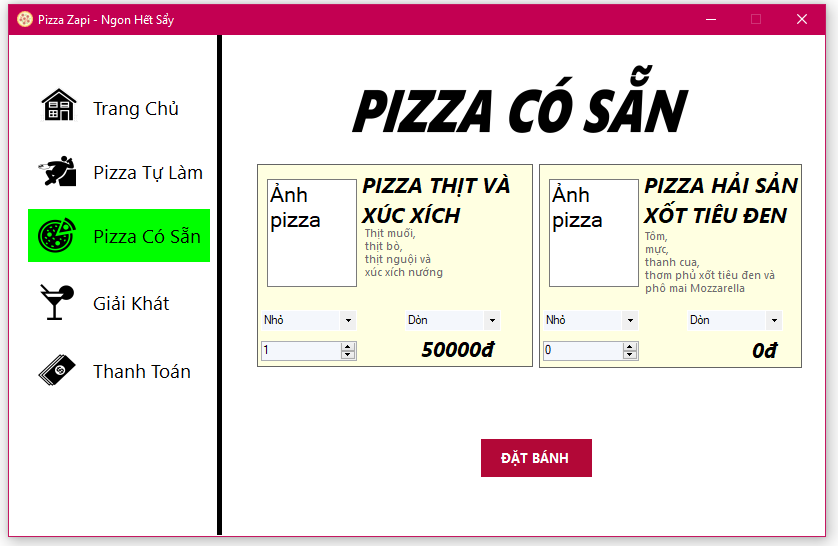 Pizza Zapi - Ngon Hết Sẩy
Trang Chủ
Pizza Tự Làm
Pizza Có Sẵn
Giải Khát
Thanh Toán
PIZZA CÓ SẴN
Ảnh
pizza
PIZZA THỊT VÀ
XÚC XÍCH
Thịt muối,
thịt bò,
thịt nguội và
xúc xích nướng
Nhỏ
Dòn
1
50000đ
Ảnh
pizza
PIZZA HẢI SẢN
XỐT TIÊU ĐEN
Tôm,
mực,
thanh cua,
thơm phủ xốt tiêu đen và
phô mai Mozzarella
Nhỏ
Dòn
0
0đ
ĐẶT BÁNH